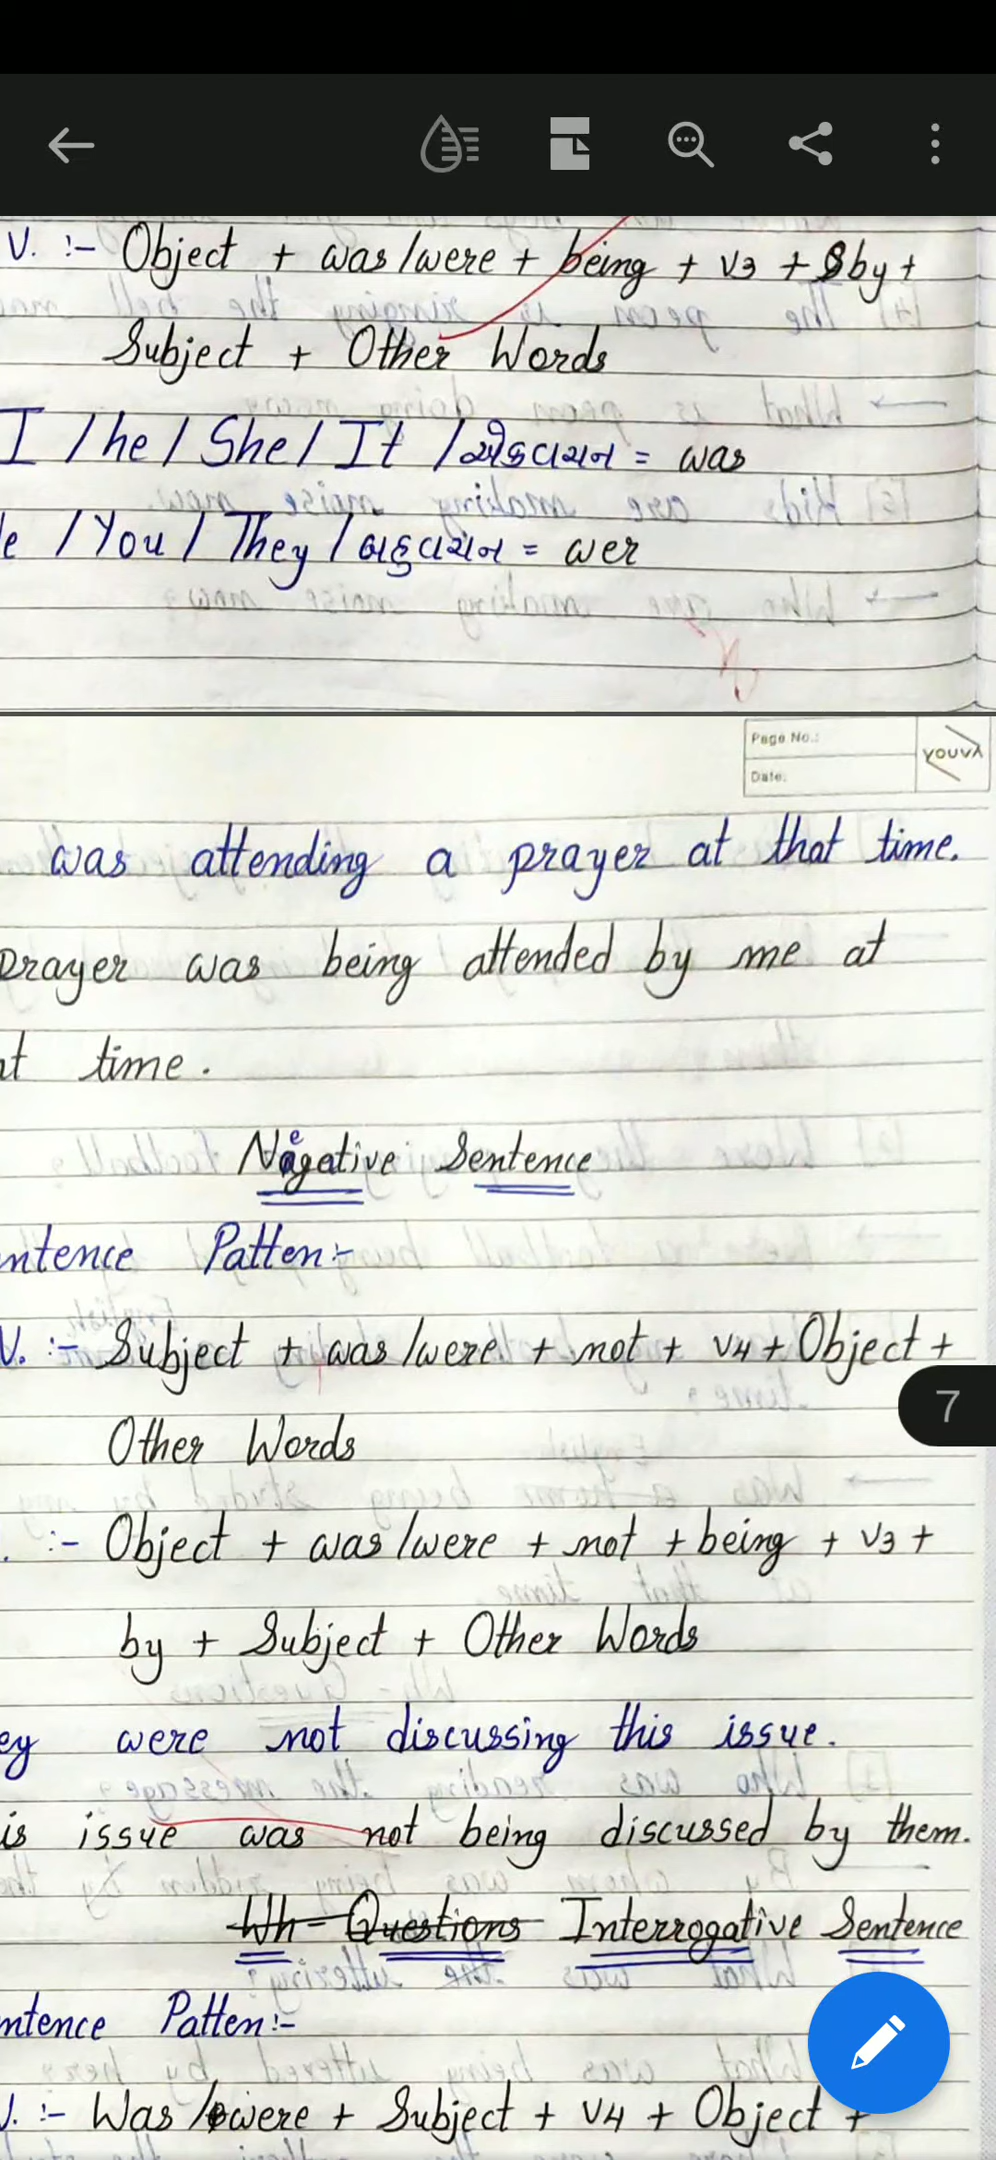 V. :- Object + was/were + being + V3 + by +
Subject + Other Words
I / he / She / It / એકવચન = was
e / You / They / બહુવચન = wer
Page No.:
Date:
YOUVA
was attending a prayer at that time.
prayer was being attended by me at
t time.
Negative Sentence
ntence Patten:-
V. :- Subject + was/were + not + V4 + Object +
Other Words
7
. :- Object + was/were + not + being + V3 +
by + Subject + Other Words
ey were not discussing this issue.
is issue was not being discussed by them.
Wh-Questions Interrogative Sentence
ntence Patten:-
V. :- Was/were + Subject + V4 + Object +